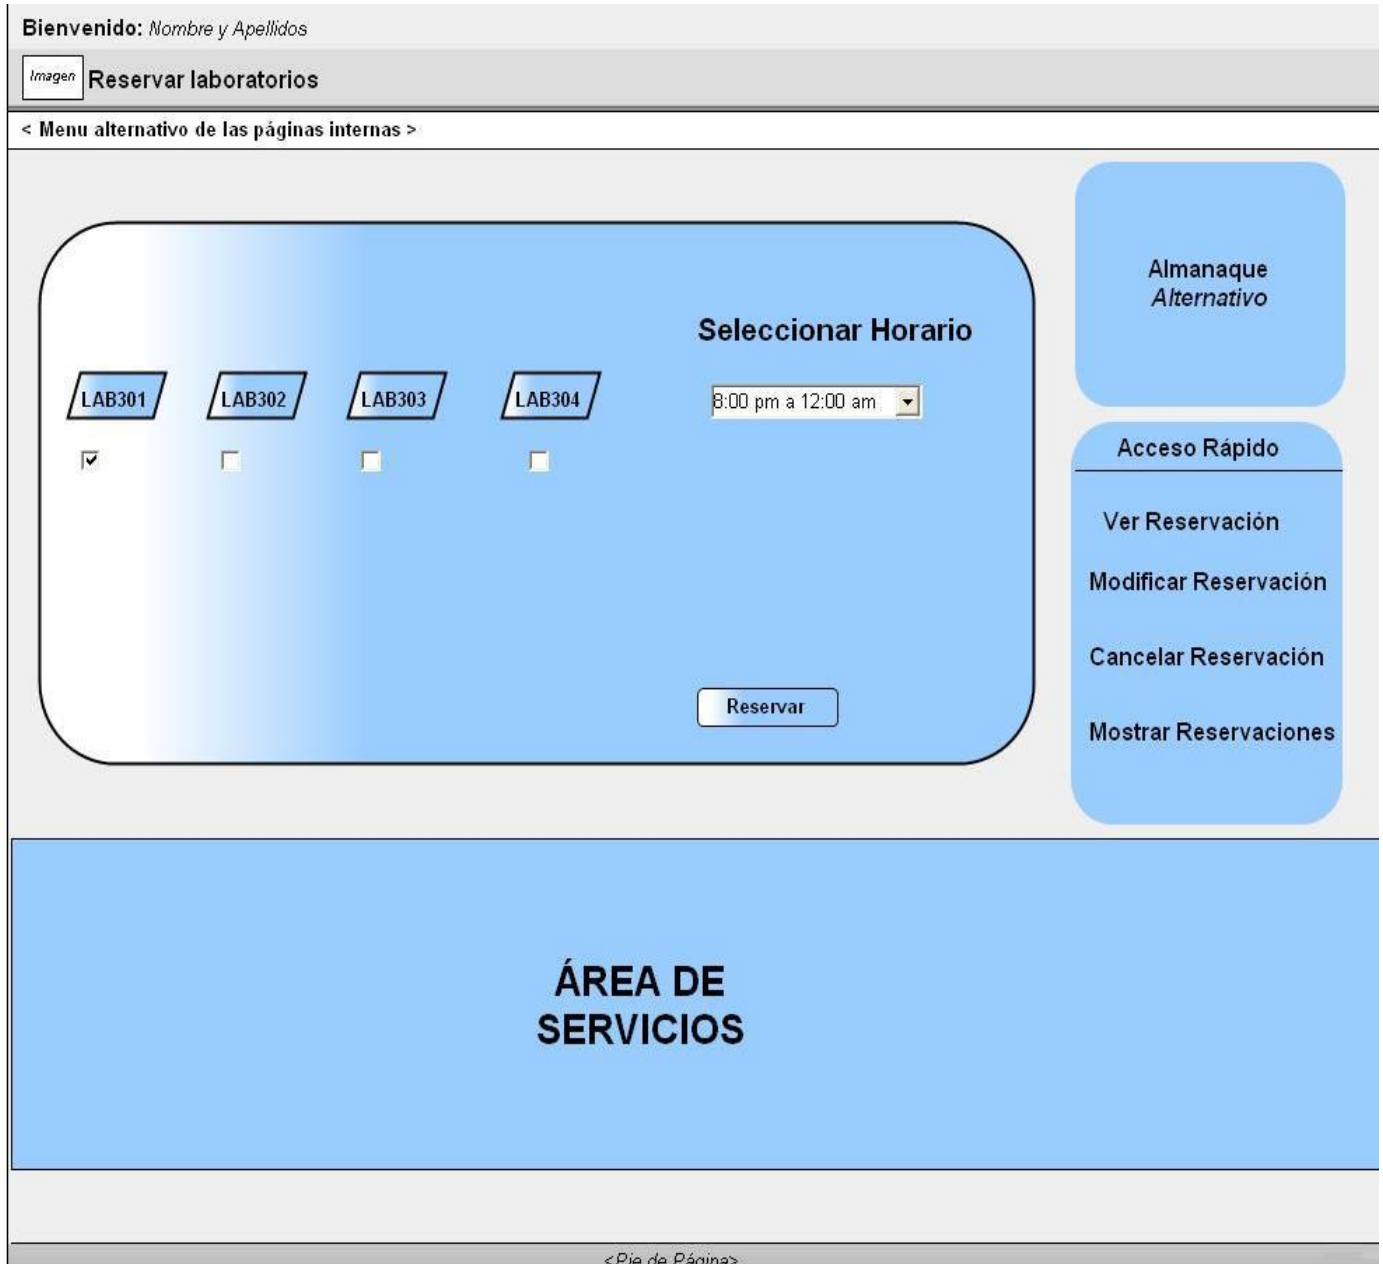 Bienvenido: Nombre y Apellidos
Imagen Reservar laboratorios
< Menu alternativo de las páginas internas >
Seleccionar Horario
LAB301 LAB302 LAB303 LAB304
8:00 pm a 12:00 am
Reservar
Almanaque
Alternativo
Acceso Rápido
Ver Reservación
Modificar Reservación
Cancelar Reservación
Mostrar Reservaciones
ÁREA DE
SERVICIOS
<Pie de Página>